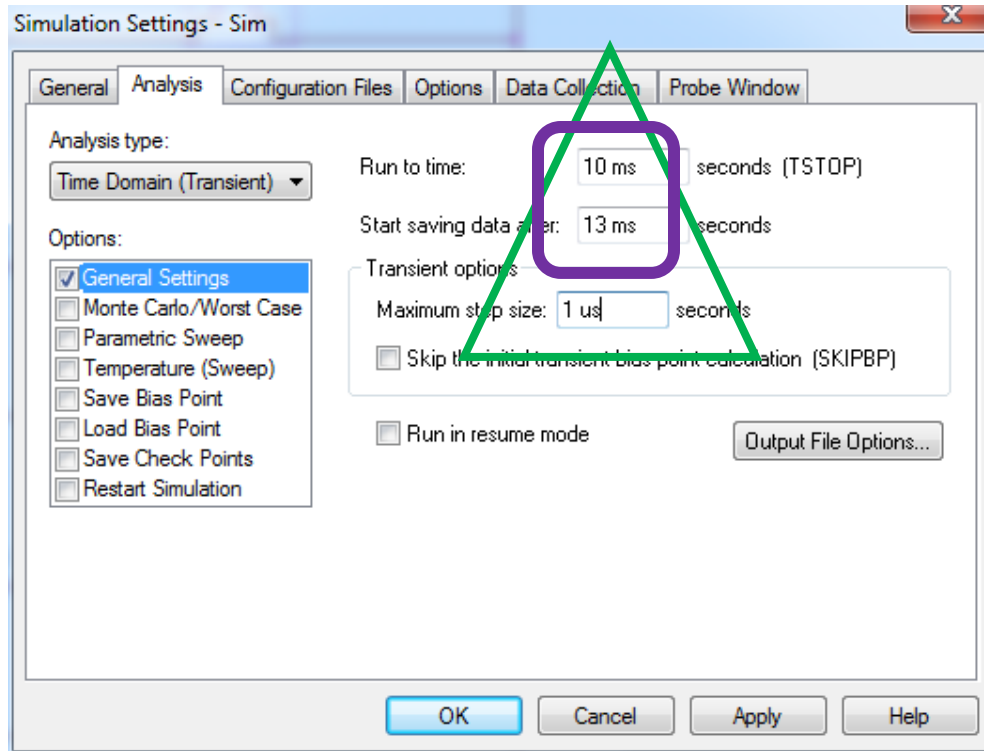 Simulation Settings - Sim
X
General Analysis Configuration Files Options Data Collection Probe Window
Analysis type:
Time Domain (Transient)
Options:
General Settings
Monte Carlo/Worst Case
Parametric Sweep
Temperature (Sweep)
Save Bias Point
Load Bias Point
Save Check Points
Restart Simulation
Run to time: 10 ms seconds (TSTOP)
Start saving data after: 13 ms seconds
Transient options
Maximum step size: 1 us seconds
Skip the initial transient bias point calculation (SKIPBP)
Run in resume mode
Output File Options...
OK Cancel Apply Help